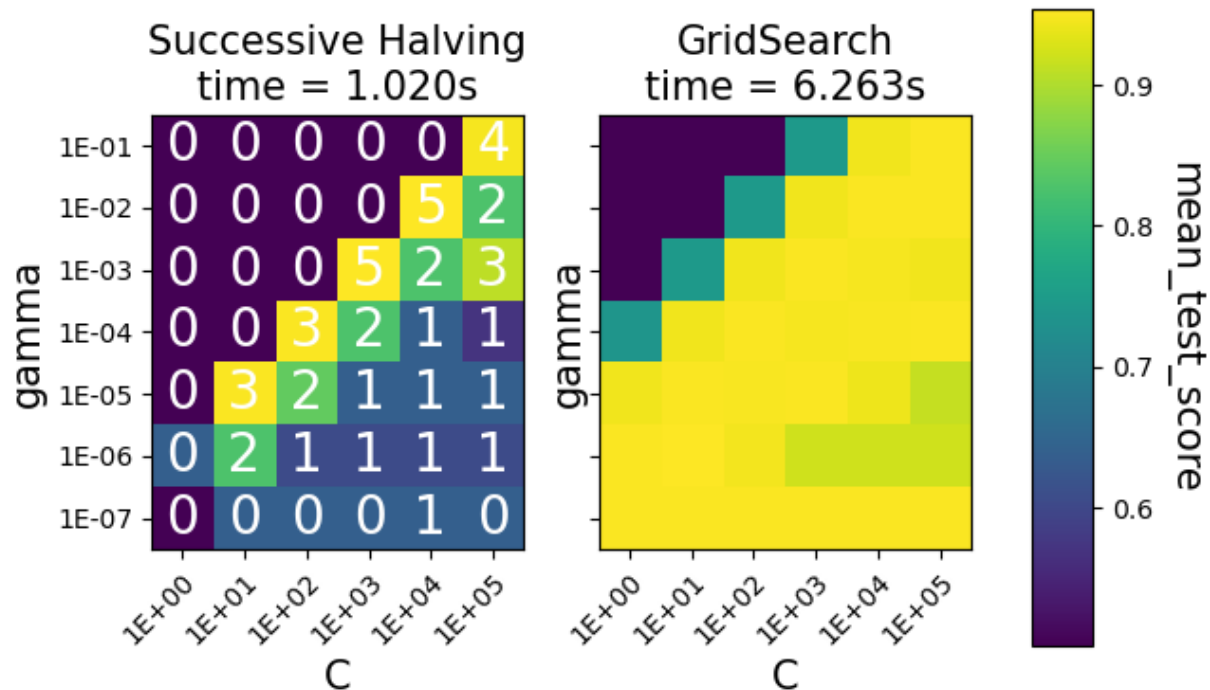 Successive Halving
time = 1.020s
GridSearch
time = 6.263s
gamma
1E-01
1E-02
1E-03
1E-04
1E-05
1E-06
1E-07
0 0 0 0 0 4
0 0 0 0 5 2
0 0 0 5 2 3
0 0 3 2 1 1
0 3 2 1 1 1
0 2 1 1 1 1
0 0 0 0 1 0
1E+00 1E+01 1E+02 1E+03 1E+04 1E+05
C
gamma
1E+00 1E+01 1E+02 1E+03 1E+04 1E+05
C
0.9
0.8
0.7
0.6
mean_test_score